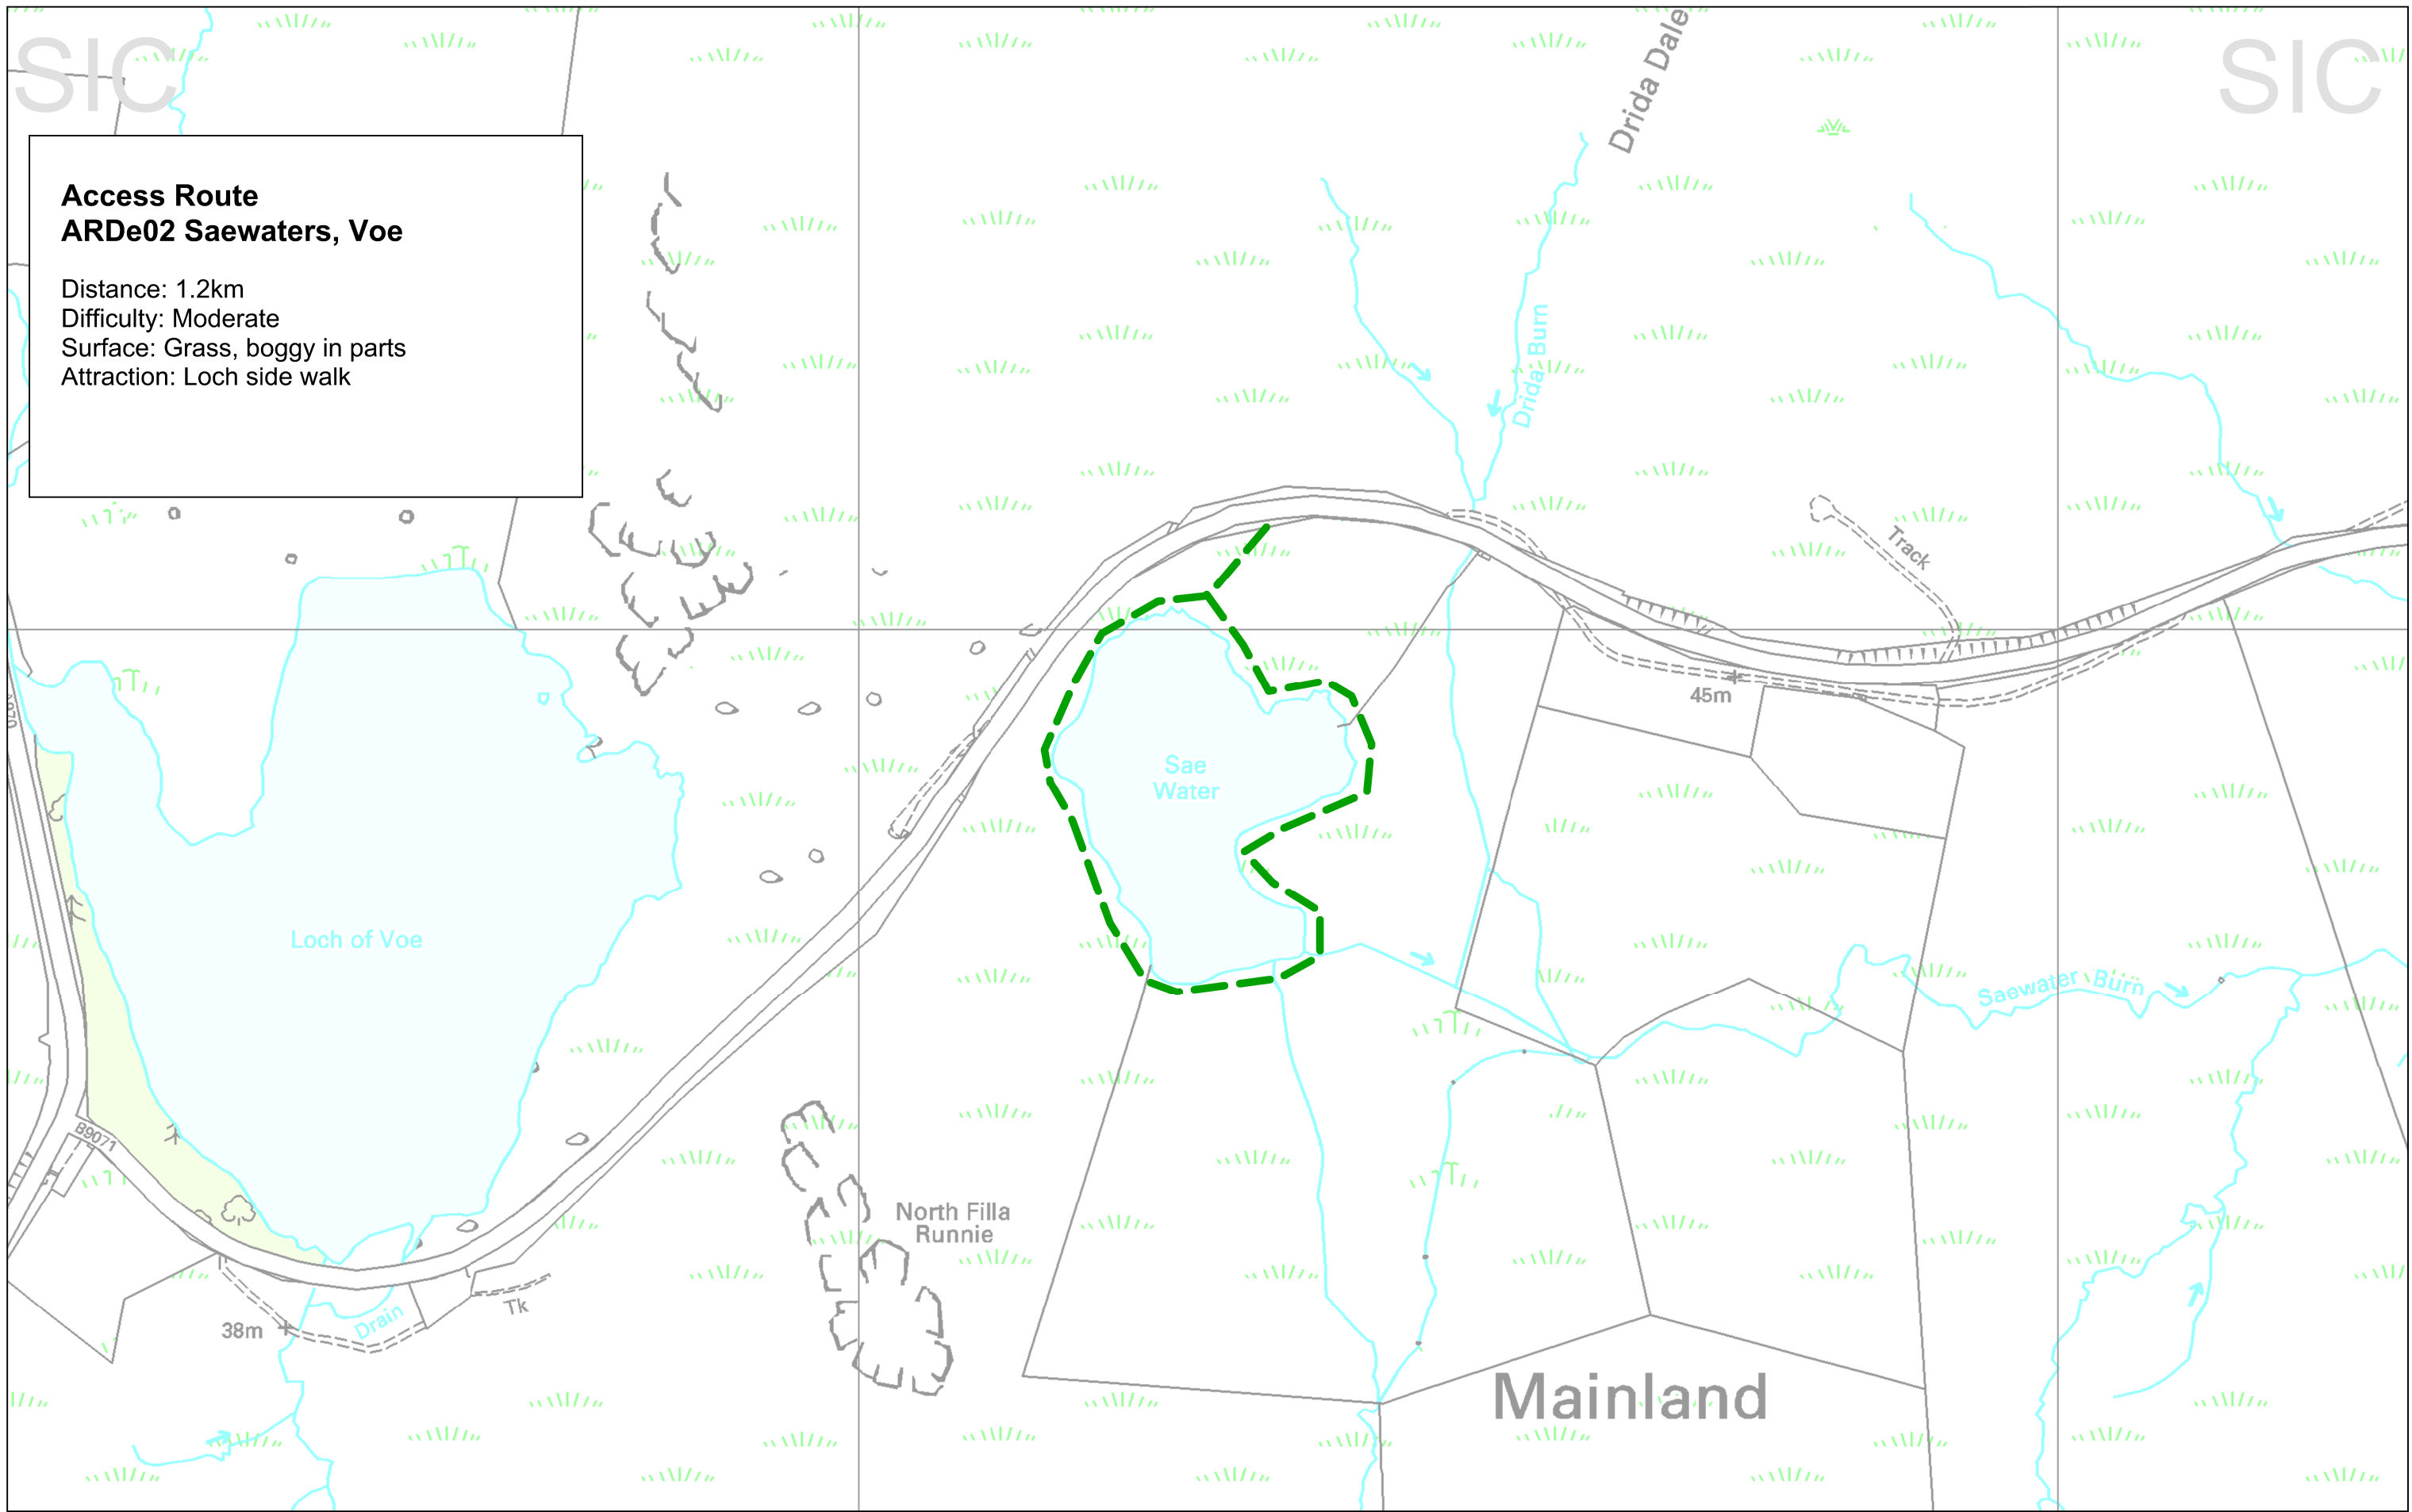 SIC
SIC
Access Route
ARDe02 Saewaters, Voe
Distance: 1.2km
Difficulty: Moderate
Surface: Grass, boggy in parts
Attraction: Loch side walk
Drida Dale
Drida Burn
Track
45m
Sae
Water
Loch of Voe
Saewater Burn
B9071
North Filla
Runnie
Tk
Drain
38m
Mainland